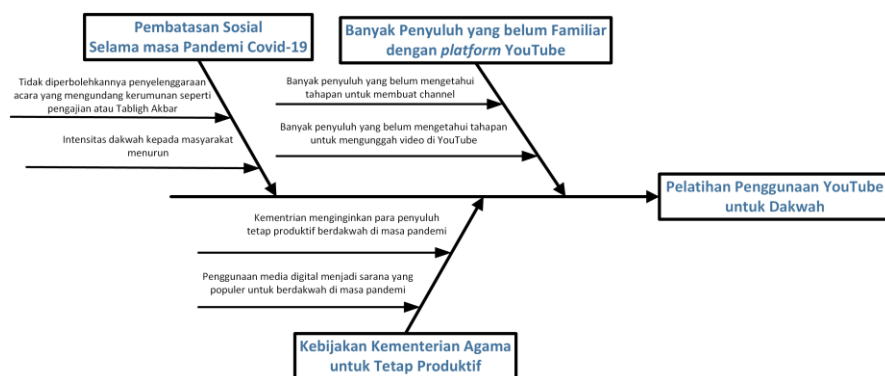 Pembatasan Sosial
Selama masa Pandemi Covid-19
Banyak Penyuluh yang belum Familiar
dengan platform YouTube
Tidak diperbolehkannya penyelenggaraan
acara yang mengundang kerumunan seperti
pengajian atau Tabligh Akbar
Intensitas dakwah kepada masyarakat
menurun
Banyak penyuluh yang belum mengetahui
tahapan untuk membuat channel
Banyak penyuluh yang belum mengetahui tahapan
untuk mengunggah video di YouTube
Pelatihan Penggunaan YouTube
untuk Dakwah
Kementrian menginginkan para penyuluh
tetap produktif berdakwah di masa pandemi
Penggunaan media digital menjadi sarana yang
populer untuk berdakwah di masa pandemi
Kebijakan Kementerian Agama
untuk Tetap Produktif